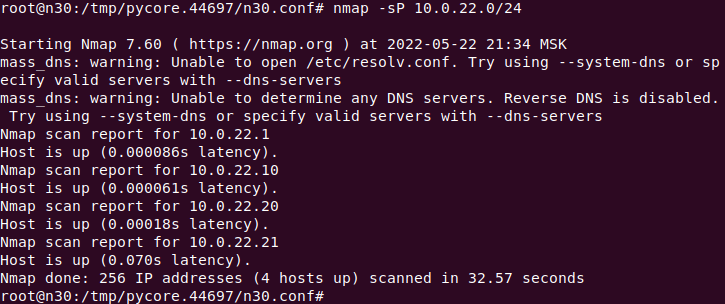 root@n30:/tmp/pycore.44697/n30.conf# nmap -sP 10.0.22.0/24
Starting Nmap 7.60 ( https://nmap.org ) at 2022-05-22 21:34 MSK
mass_dns: warning: Unable to open /etc/resolv.conf. Try using --system-dns or sp
ecify valid servers with --dns-servers
mass_dns: warning: Unable to determine any DNS servers. Reverse DNS is disabled.
 Try using --system-dns or specify valid servers with --dns-servers
Nmap scan report for 10.0.22.1
Host is up (0.000086s latency).
Nmap scan report for 10.0.22.10
Host is up (0.000061s latency).
Nmap scan report for 10.0.22.20
Host is up (0.00018s latency).
Nmap scan report for 10.0.22.21
Host is up (0.070s latency).
Nmap done: 256 IP addresses (4 hosts up) scanned in 32.57 seconds
root@n30:/tmp/pycore.44697/n30.conf#